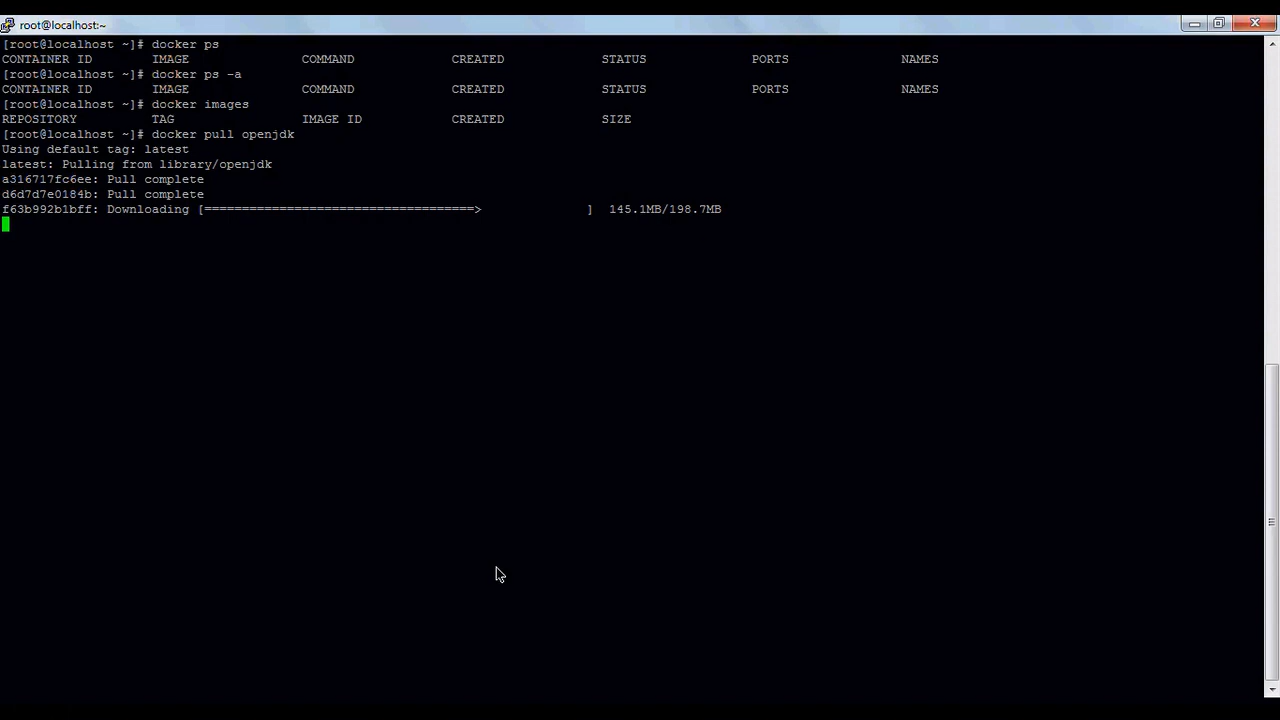 root@localhost:~
[root@localhost ~]# docker ps
CONTAINER ID        IMAGE               COMMAND             CREATED             STATUS              PORTS               NAMES
[root@localhost ~]# docker ps -a
CONTAINER ID        IMAGE               COMMAND             CREATED             STATUS              PORTS               NAMES
[root@localhost ~]# docker images
REPOSITORY          TAG                 IMAGE ID            CREATED             SIZE
[root@localhost ~]# docker pull openjdk
Using default tag: latest
latest: Pulling from library/openjdk
a316717fc6ee: Pull complete
d6d7d7e0184b: Pull complete
f63b992b1bff: Downloading [====================================>              ]  145.1MB/198.7MB